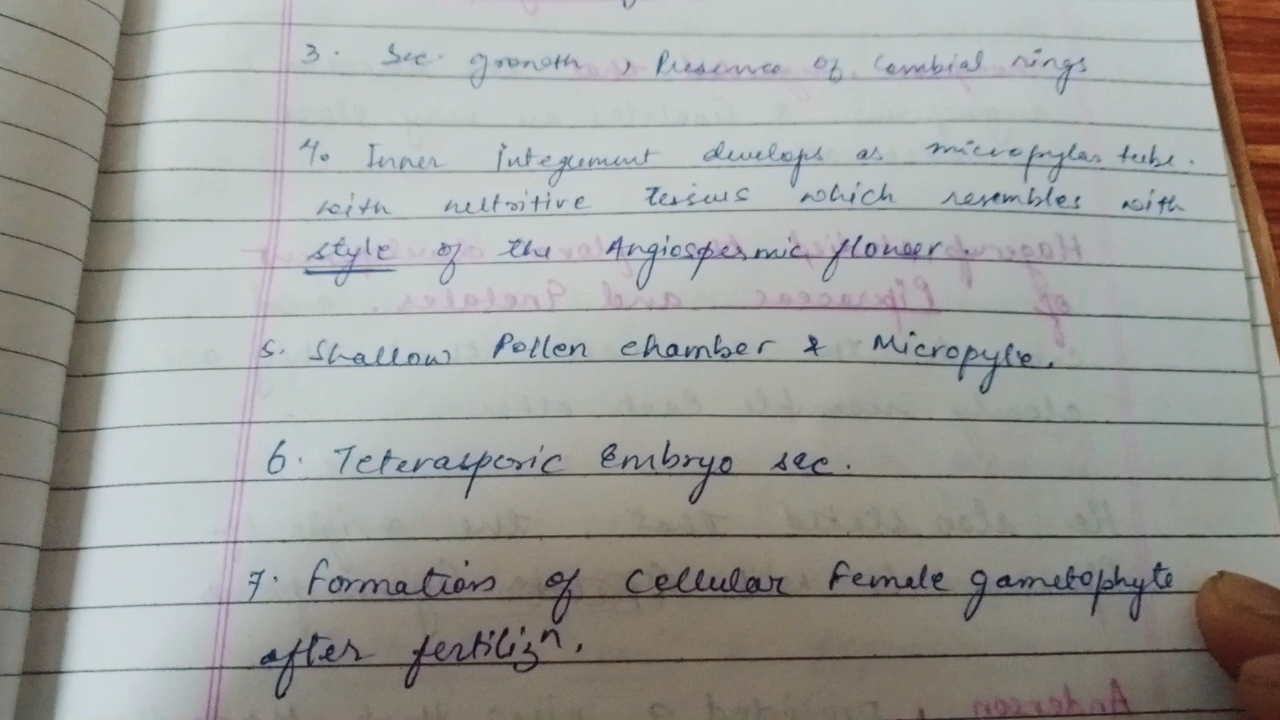 3. Sec. growth, Presence of Cambial rings
4. Inner integument develops as micropylar tube.
with nutritive tessius which resembles with
style of the Angiospermic flower.
5. Shallow Pollen chamber & Micropyle.
6. Teterasporic Embryo sec.
7. Formation of cellular female gametophyte
after fertilizn.